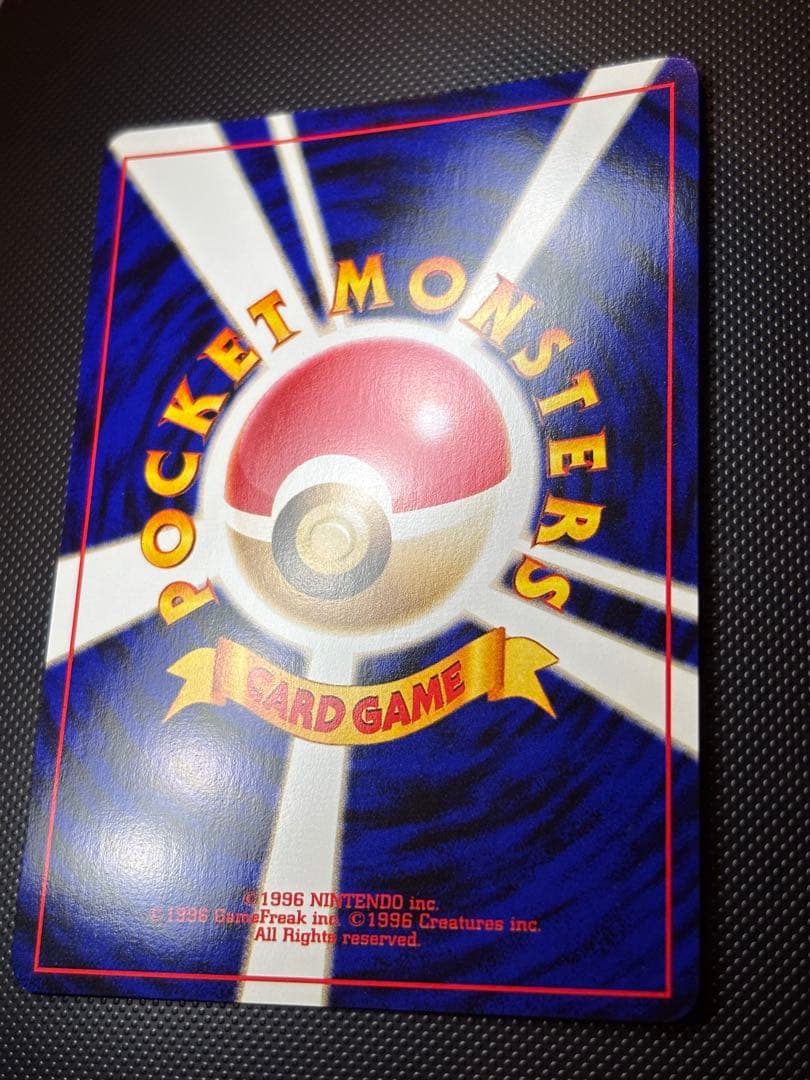 POCKET MONSTERS
CARD GAME
©1996 NINTENDO inc.
©1996 GameFreak inc. ©1996 Creatures inc.
All Rights reserved.